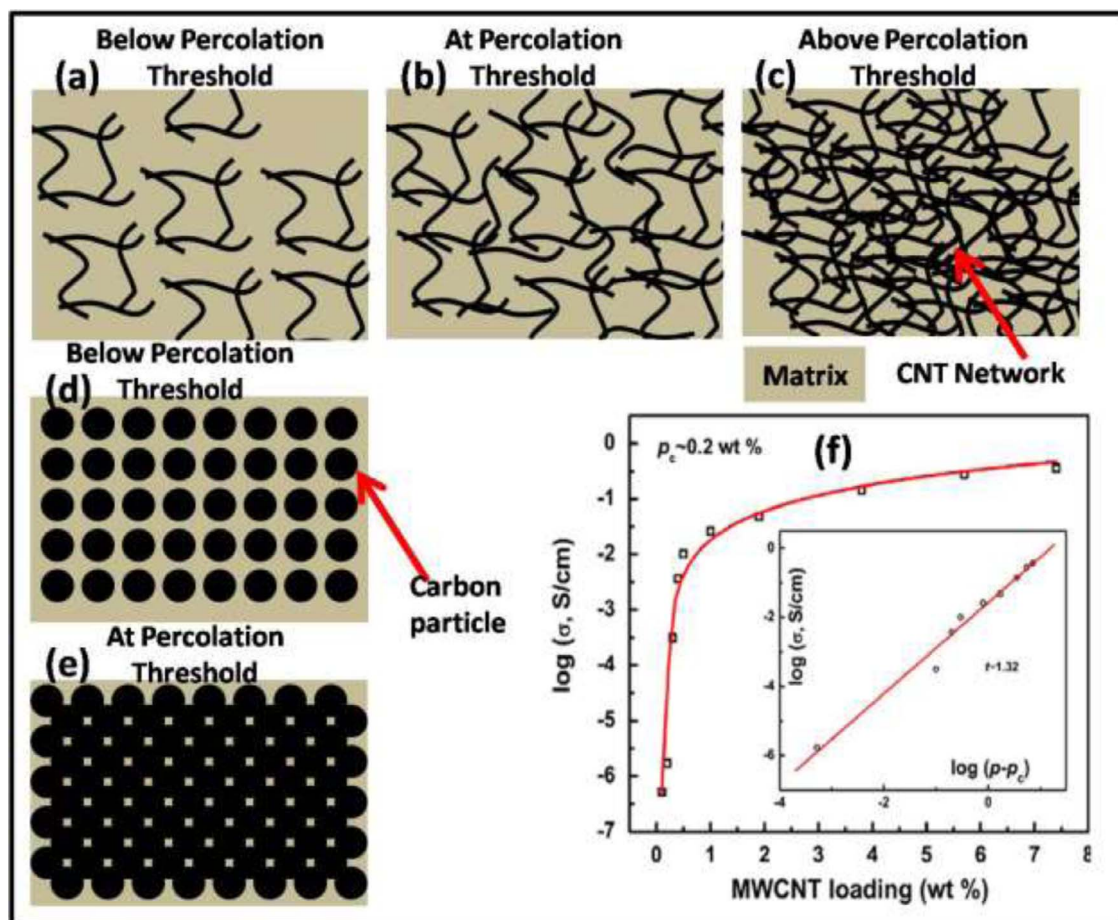 Below Percolation
Threshold
(a)
At Percolation
Threshold
(b)
Above Percolation
Threshold
(c)
Matrix
CNT Network
Below Percolation
Threshold
(d)
Carbon
particle
At Percolation
Threshold
(e)
(f)
p_c~0.2 wt %
log (σ, S/cm)
0
-1
-2
-3
-4
-5
-6
-7
0 1 2 3 4 5 6 7 8
MWCNT loading (wt %)
log (σ, S/cm)
0
-2
-4
-6
t~1.32
log (p-p_c)
-4 -2 0